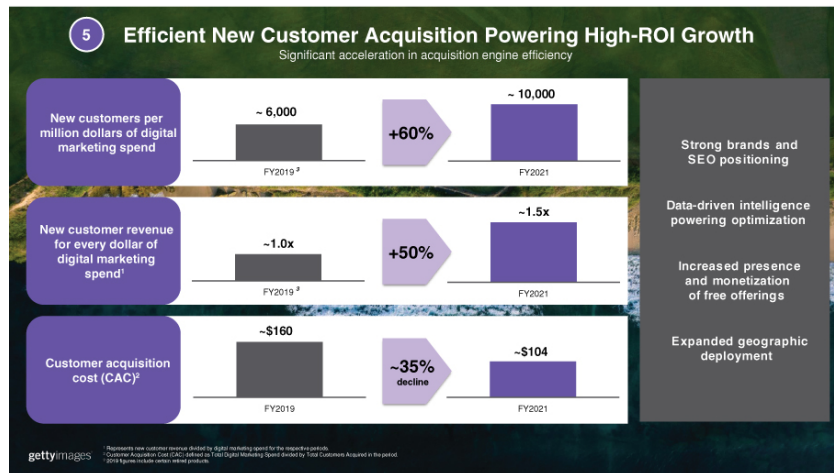 5
Efficient New Customer Acquisition Powering High-ROI Growth
Significant acceleration in acquisition engine efficiency
New customers per
million dollars of digital
marketing spend
~ 6,000
FY2019 ³
+60%
~ 10,000
FY2021
New customer revenue
for every dollar of
digital marketing
spend¹
~1.0x
FY2019 ³
+50%
~1.5x
FY2021
Customer acquisition
cost (CAC)²
~$160
FY2019
~35%
decline
~$104
FY2021
Strong brands and
SEO positioning
Data-driven intelligence
powering optimization
Increased presence
and monetization
of free offerings
Expanded geographic
deployment
gettyimages
¹ Represents new customer revenue divided by digital marketing spend for the respective periods.
² Customer Acquisition Cost (CAC) defined as Total Digital Marketing Spend divided by Total Customers Acquired in the period.
³ 2019 figures include certain retired products.